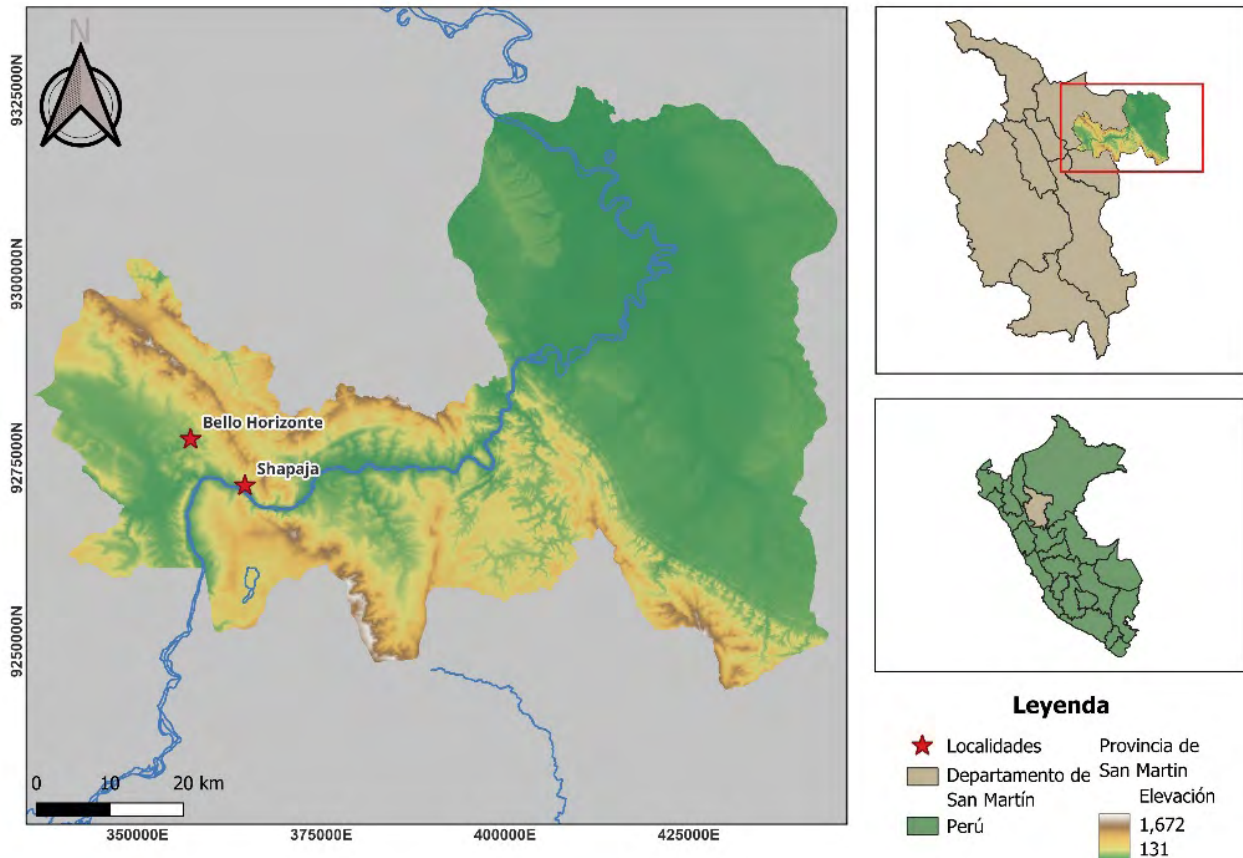 N
9325000N
9300000N
9275000N
9250000N
Bello Horizonte
Shapaja
0 10 20 km
350000E 375000E 400000E 425000E
Leyenda
Localidades
Departamento de
San Martín
Perú
Provincia de
San Martin
Elevación
1,672
131